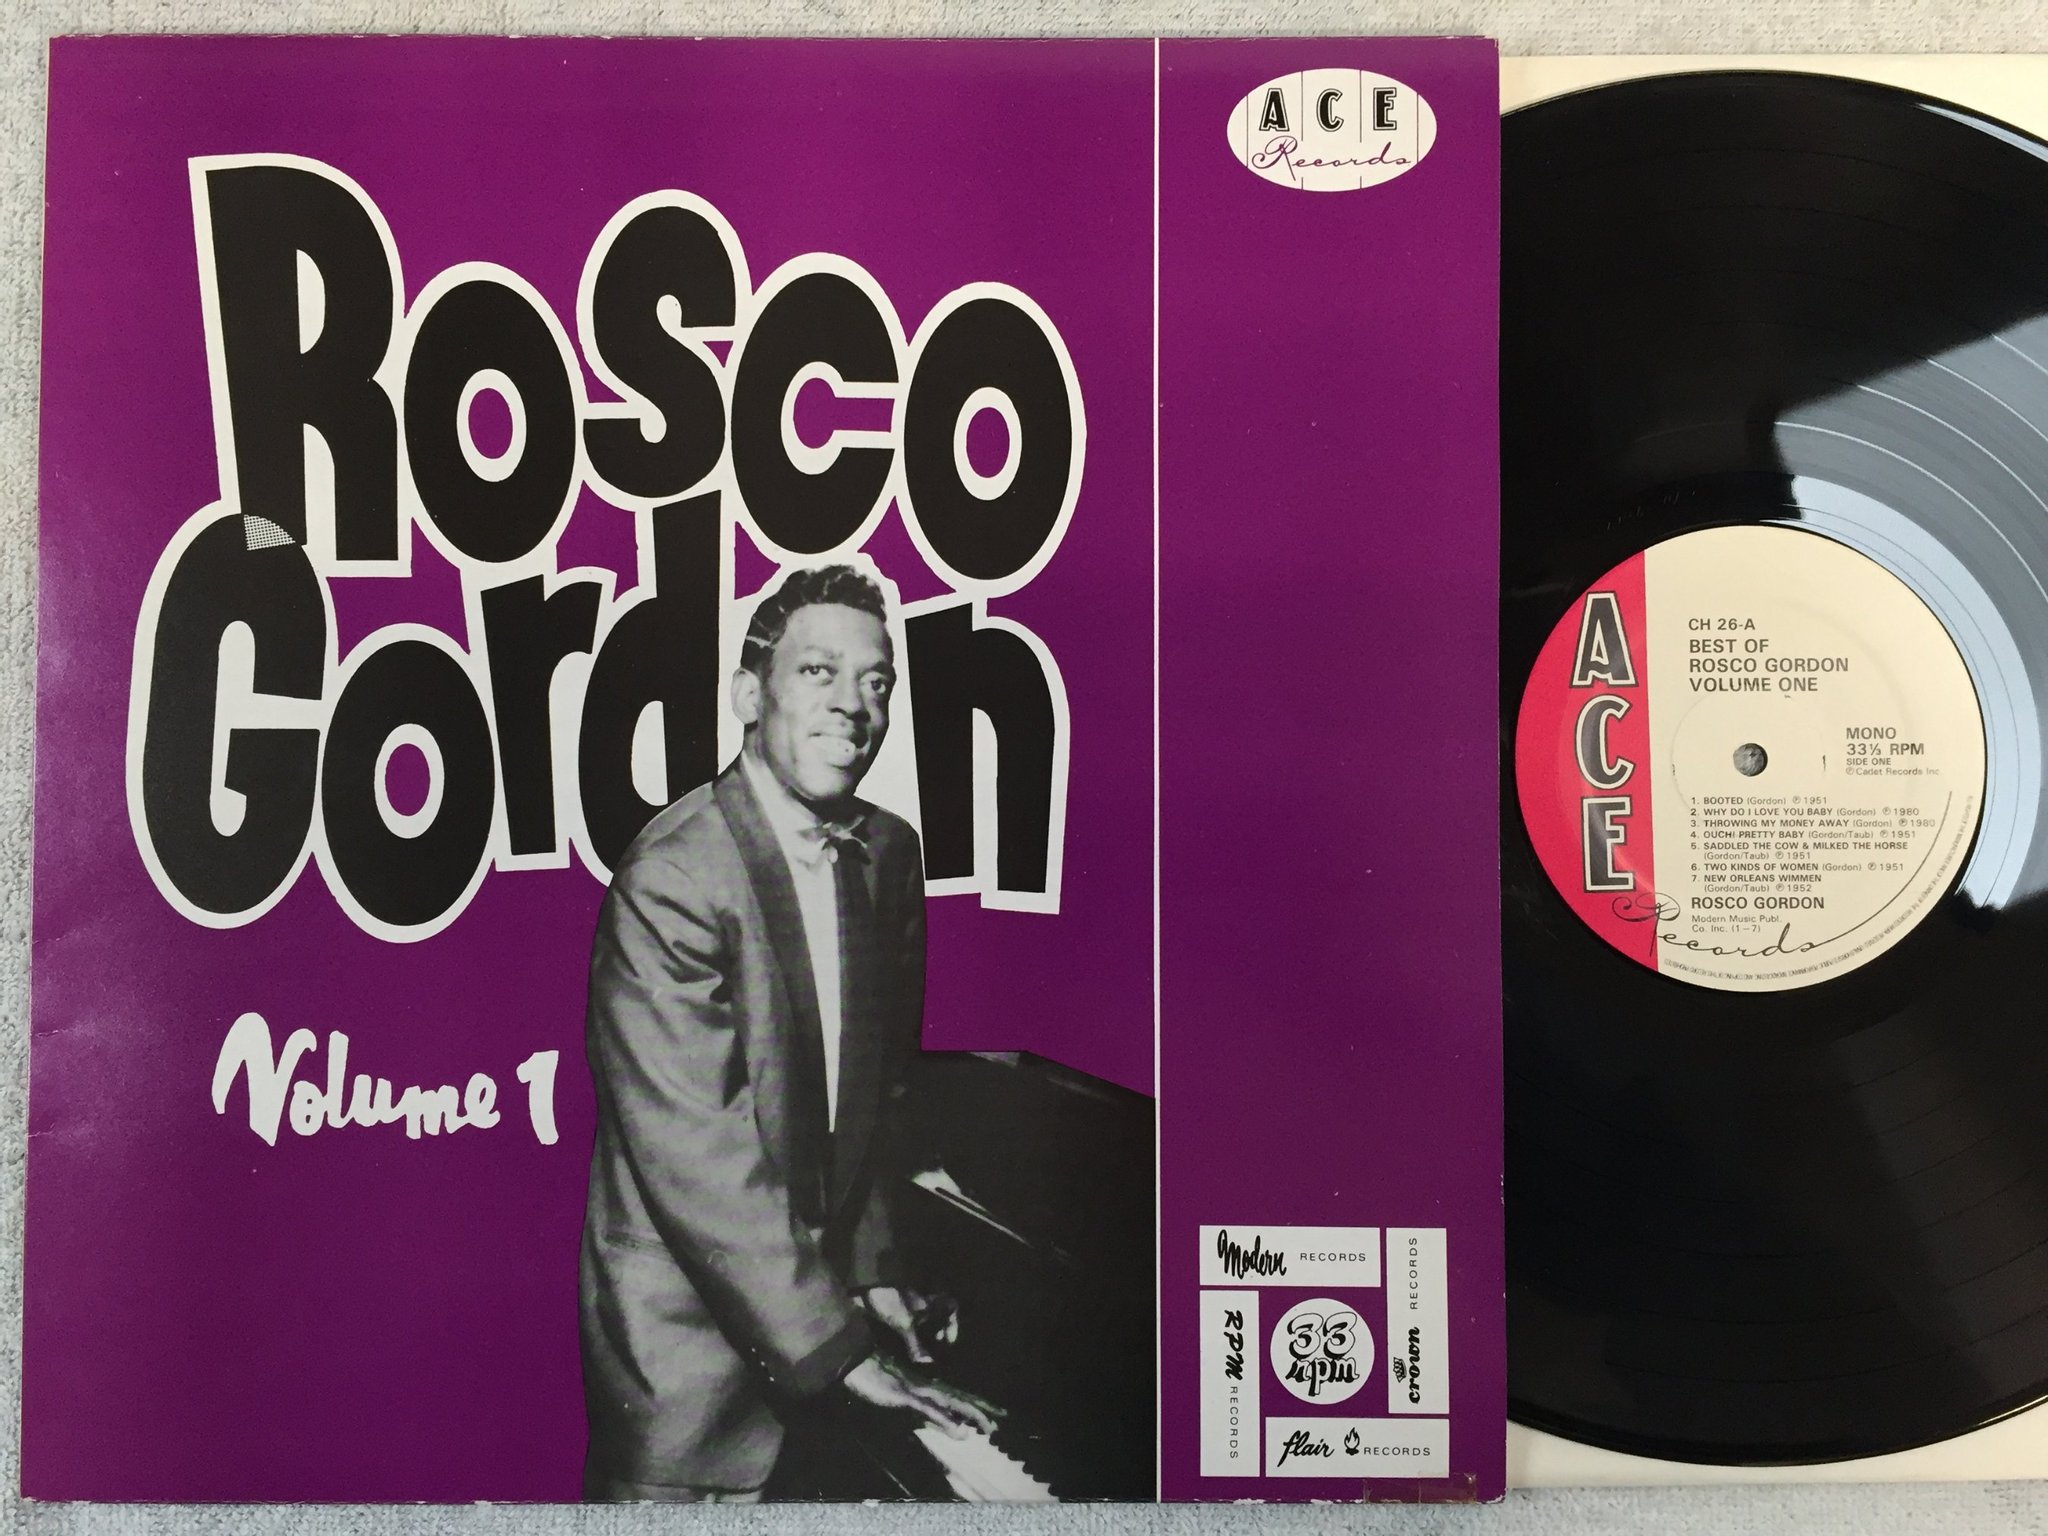 Rosco
Gordon
Volume 1
ACE
Records
Modern RECORDS
crown RECORDS
RPM RECORDS
33
rpm
flair RECORDS
ACE
Records
CH 26-A
BEST OF
ROSCO GORDON
VOLUME ONE
MONO
33⅓ RPM
SIDE ONE
℗Cadet Records Inc
1. BOOTED (Gordon) ℗ 1951
2. WHY DO I LOVE YOU BABY (Gordon) ℗ 1980
3. THROWING MY MONEY AWAY (Gordon) ℗ 1980
4. OUCH! PRETTY BABY (Gordon/Taub) ℗ 1951
5. SADDLED THE COW & MILKED THE HORSE
(Gordon/Taub) ℗ 1951
6. TWO KINDS OF WOMEN (Gordon) ℗ 1951
7. NEW ORLEANS WIMMEN
(Gordon/Taub) ℗ 1952
ROSCO GORDON
Modern Music Publ.
Co. Inc. (1–7)